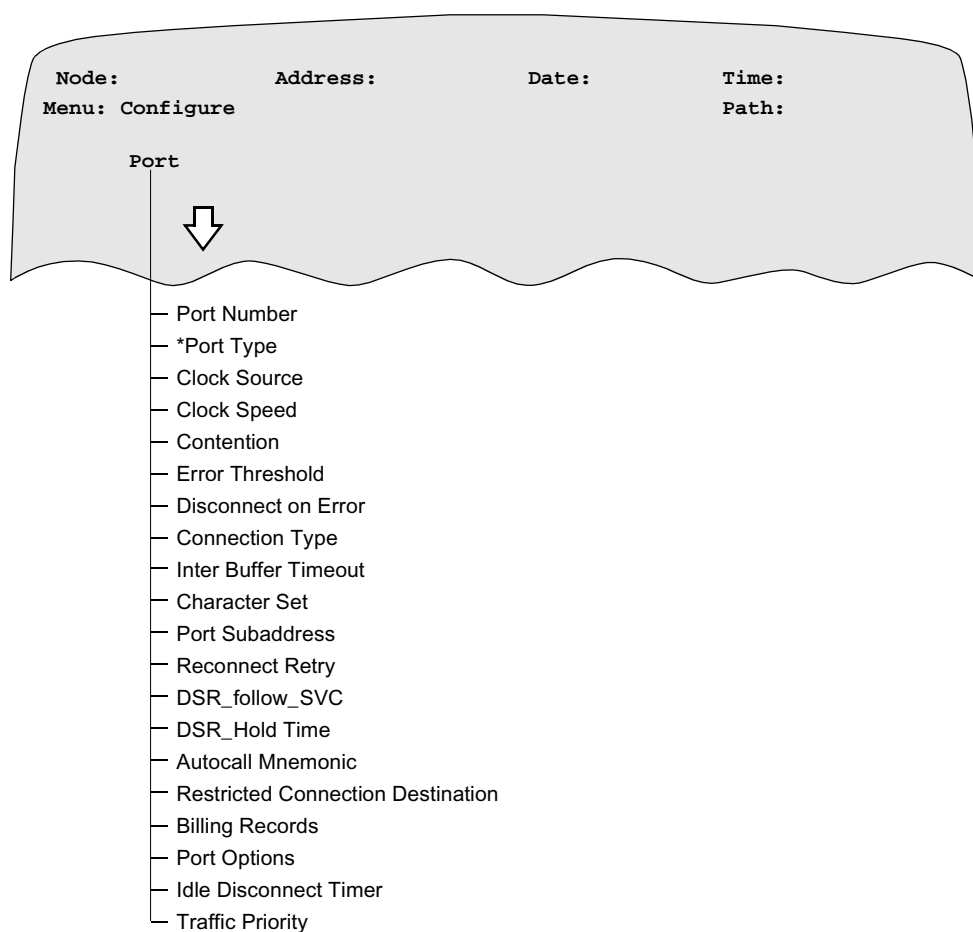 Node: Address: Date: Time:
Menu: Configure Path:
Port
Port Number
*Port Type
Clock Source
Clock Speed
Contention
Error Threshold
Disconnect on Error
Connection Type
Inter Buffer Timeout
Character Set
Port Subaddress
Reconnect Retry
DSR_follow_SVC
DSR_Hold Time
Autocall Mnemonic
Restricted Connection Destination
Billing Records
Port Options
Idle Disconnect Timer
Traffic Priority